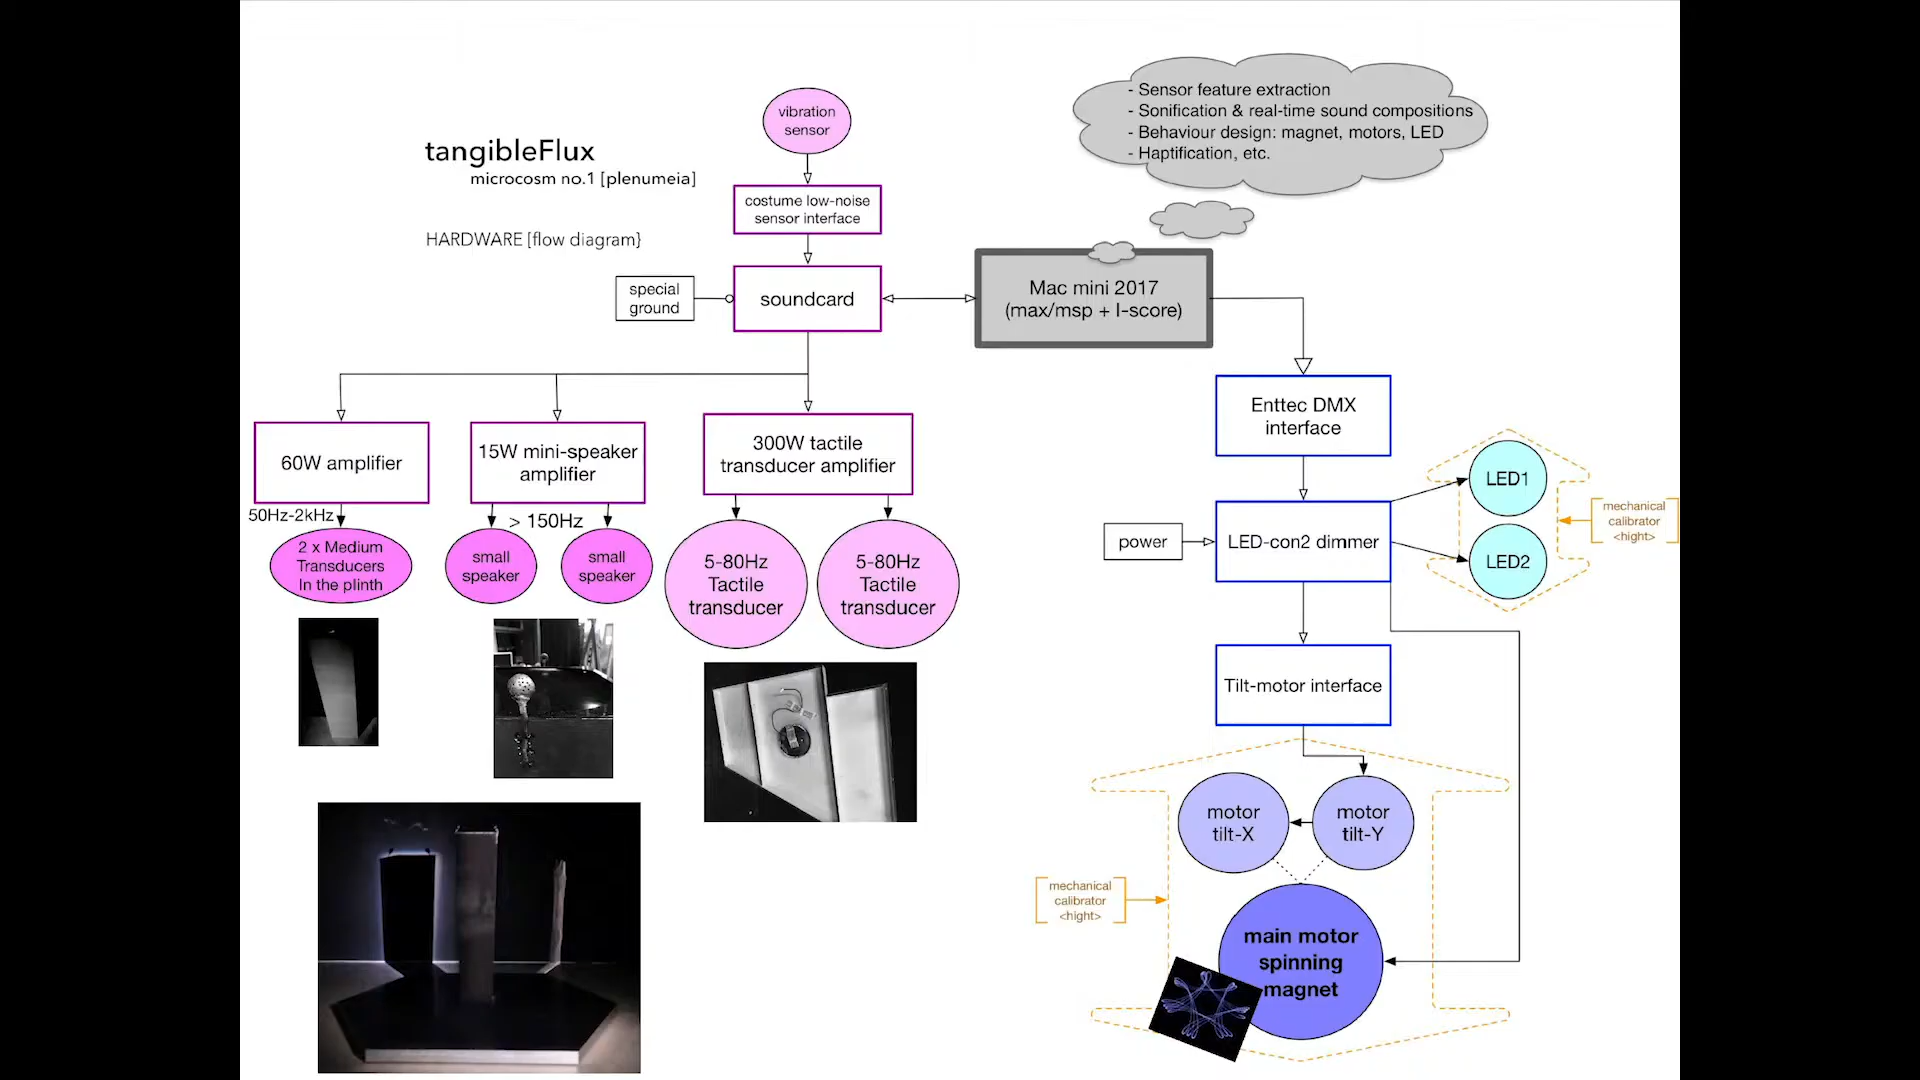 tangibleFlux
microcosm no.1 [plenumeia]
HARDWARE [flow diagram}
vibration
sensor
costume low-noise
sensor interface
special
ground
soundcard
Mac mini 2017
(max/msp + I-score)
- Sensor feature extraction
- Sonification & real-time sound compositions
- Behaviour design: magnet, motors, LED
- Haptification, etc.
60W amplifier
15W mini-speaker
amplifier
300W tactile
transducer amplifier
50Hz-2kHz
> 150Hz
2 x Medium
Transducers
In the plinth
small
speaker
small
speaker
5-80Hz
Tactile
transducer
5-80Hz
Tactile
transducer
Enttec DMX
interface
power
LED-con2 dimmer
LED1
LED2
mechanical
calibrator
<hight>
Tilt-motor interface
motor
tilt-X
motor
tilt-Y
mechanical
calibrator
<hight>
main motor
spinning
magnet